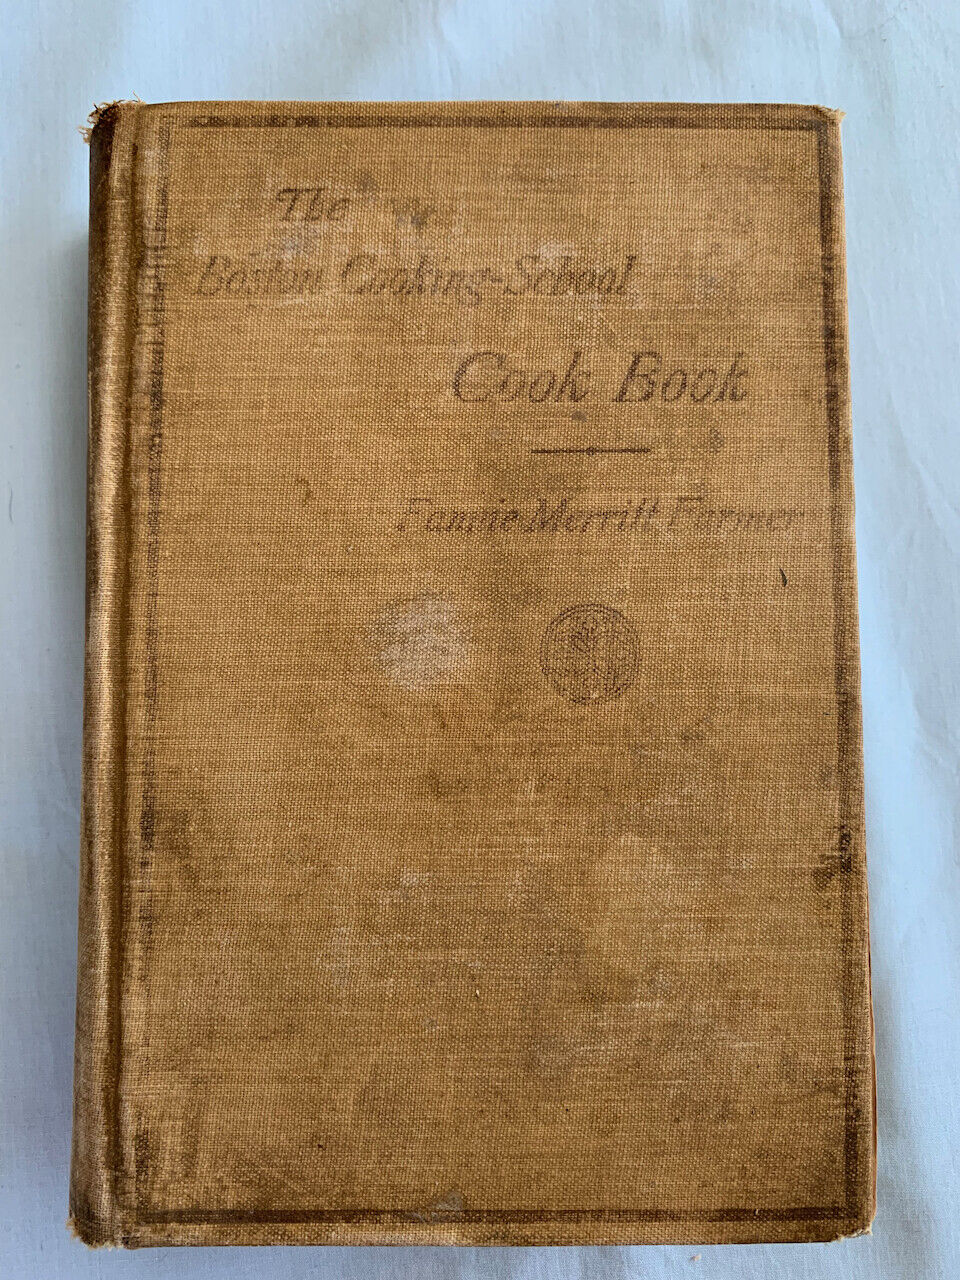 The
Boston Cooking-School
Cook Book
Fannie Merritt Farmer